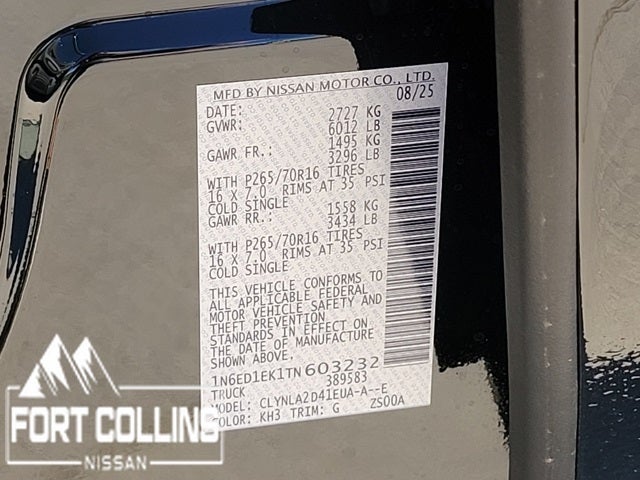 MFD BY NISSAN MOTOR CO., LTD.
DATE: 08/25
GVWR: 2727 KG
6012 LB
GAWR FR.: 1495 KG
3296 LB
WITH P265/70R16 TIRES
16 X 7.0 RIMS AT 35 PSI
COLD SINGLE
GAWR RR.: 1558 KG
3434 LB
WITH P265/70R16 TIRES
16 X 7.0 RIMS AT 35 PSI
COLD SINGLE
THIS VEHICLE CONFORMS TO
ALL APPLICABLE FEDERAL
MOTOR VEHICLE SAFETY AND
THEFT PREVENTION
STANDARDS IN EFFECT ON
THE DATE OF MANUFACTURE
SHOWN ABOVE.
1N6ED1EK1TN603232
TRUCK 389583
MODEL: CLYNLA2D41EUA-A--E
COLOR: KH3 TRIM: G ZS00A
FORT COLLINS
NISSAN